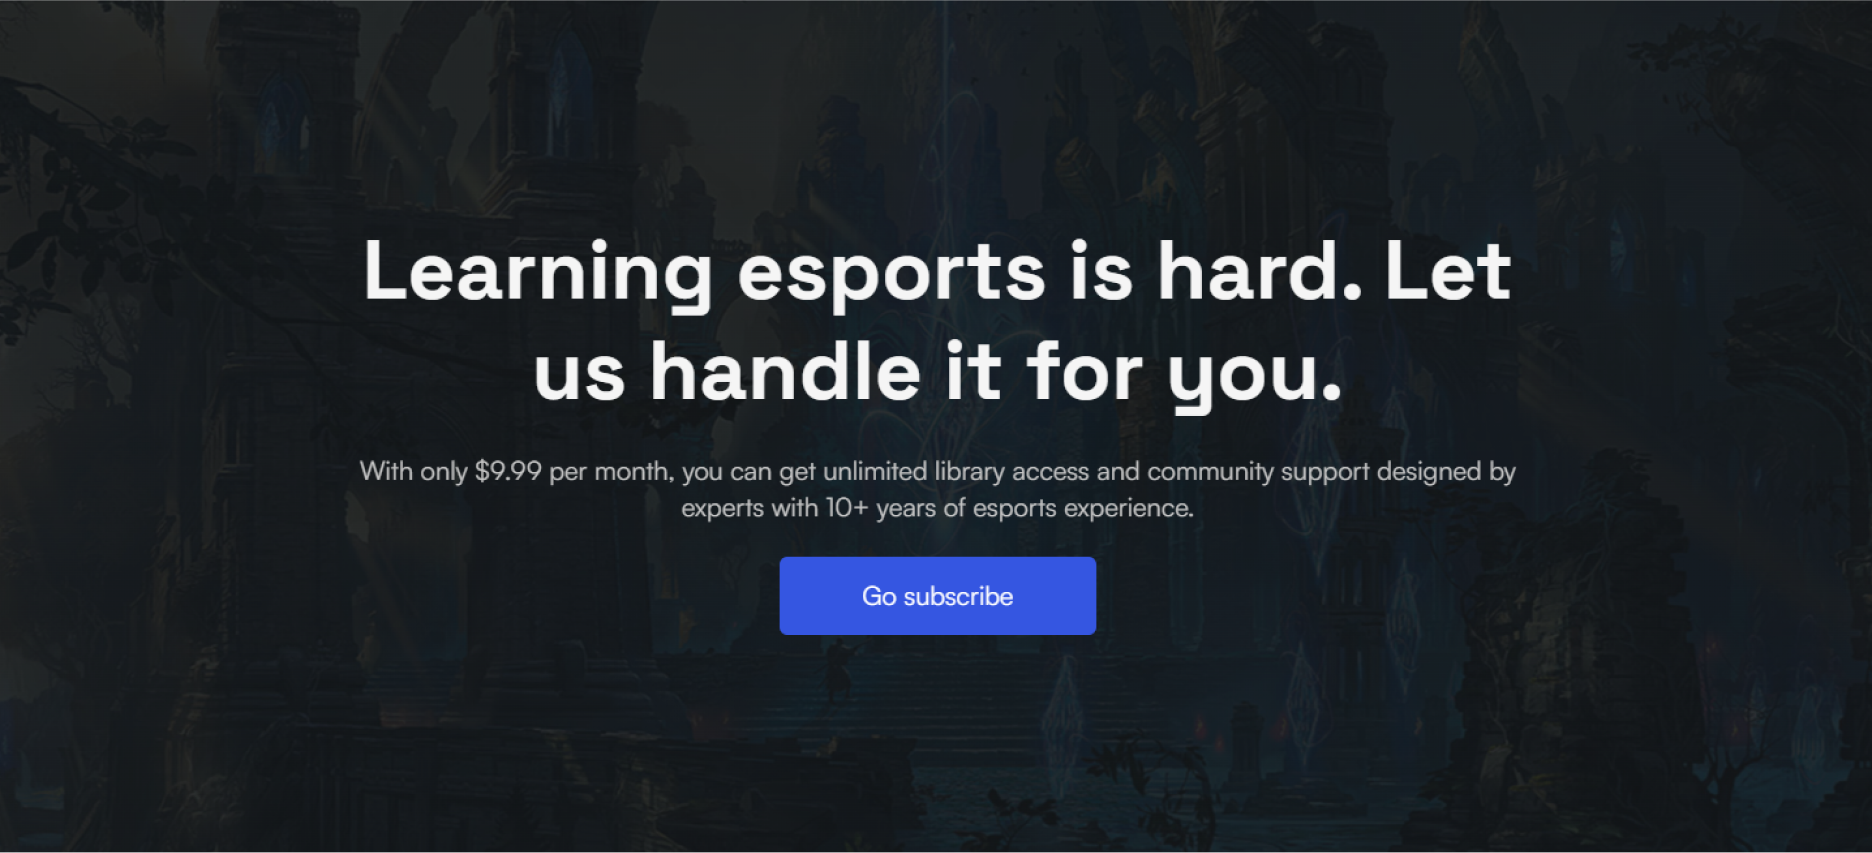 Learning esports is hard. Let
us handle it for you.
With only $9.99 per month, you can get unlimited library access and community support designed by
experts with 10+ years of esports experience.
Go subscribe